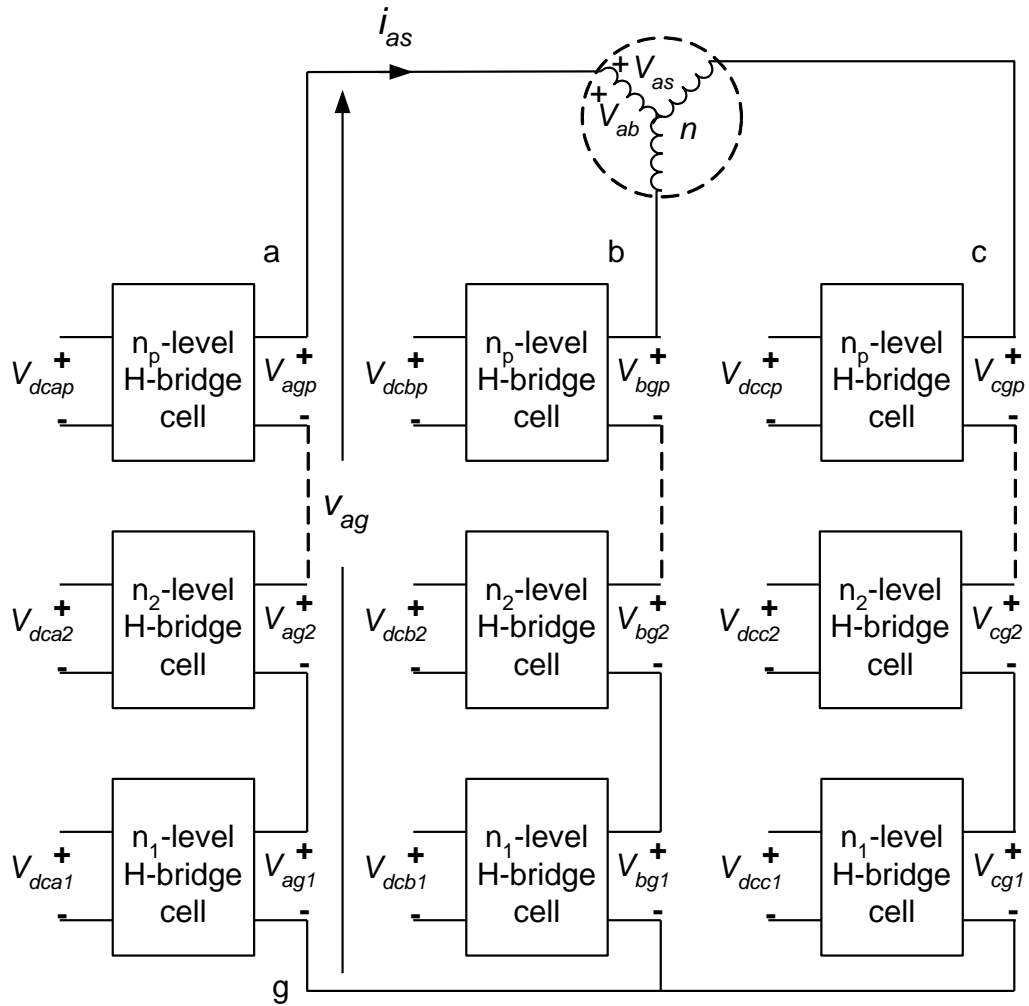 i_as
+ V_as
+ V_ab
n
a b c
n_p-level H-bridge cell
V_dcap + -
V_agp + -
n_p-level H-bridge cell
V_dcbp + -
V_bgp + -
n_p-level H-bridge cell
V_dccp + -
V_cgp + -
v_ag
n_2-level H-bridge cell
V_dca2 + -
V_ag2 + -
n_2-level H-bridge cell
V_dcb2 + -
V_bg2 + -
n_2-level H-bridge cell
V_dcc2 + -
V_cg2 + -
n_1-level H-bridge cell
V_dca1 + -
V_ag1 + -
n_1-level H-bridge cell
V_dcb1 + -
V_bg1 + -
n_1-level H-bridge cell
V_dcc1 + -
V_cg1 + -
g